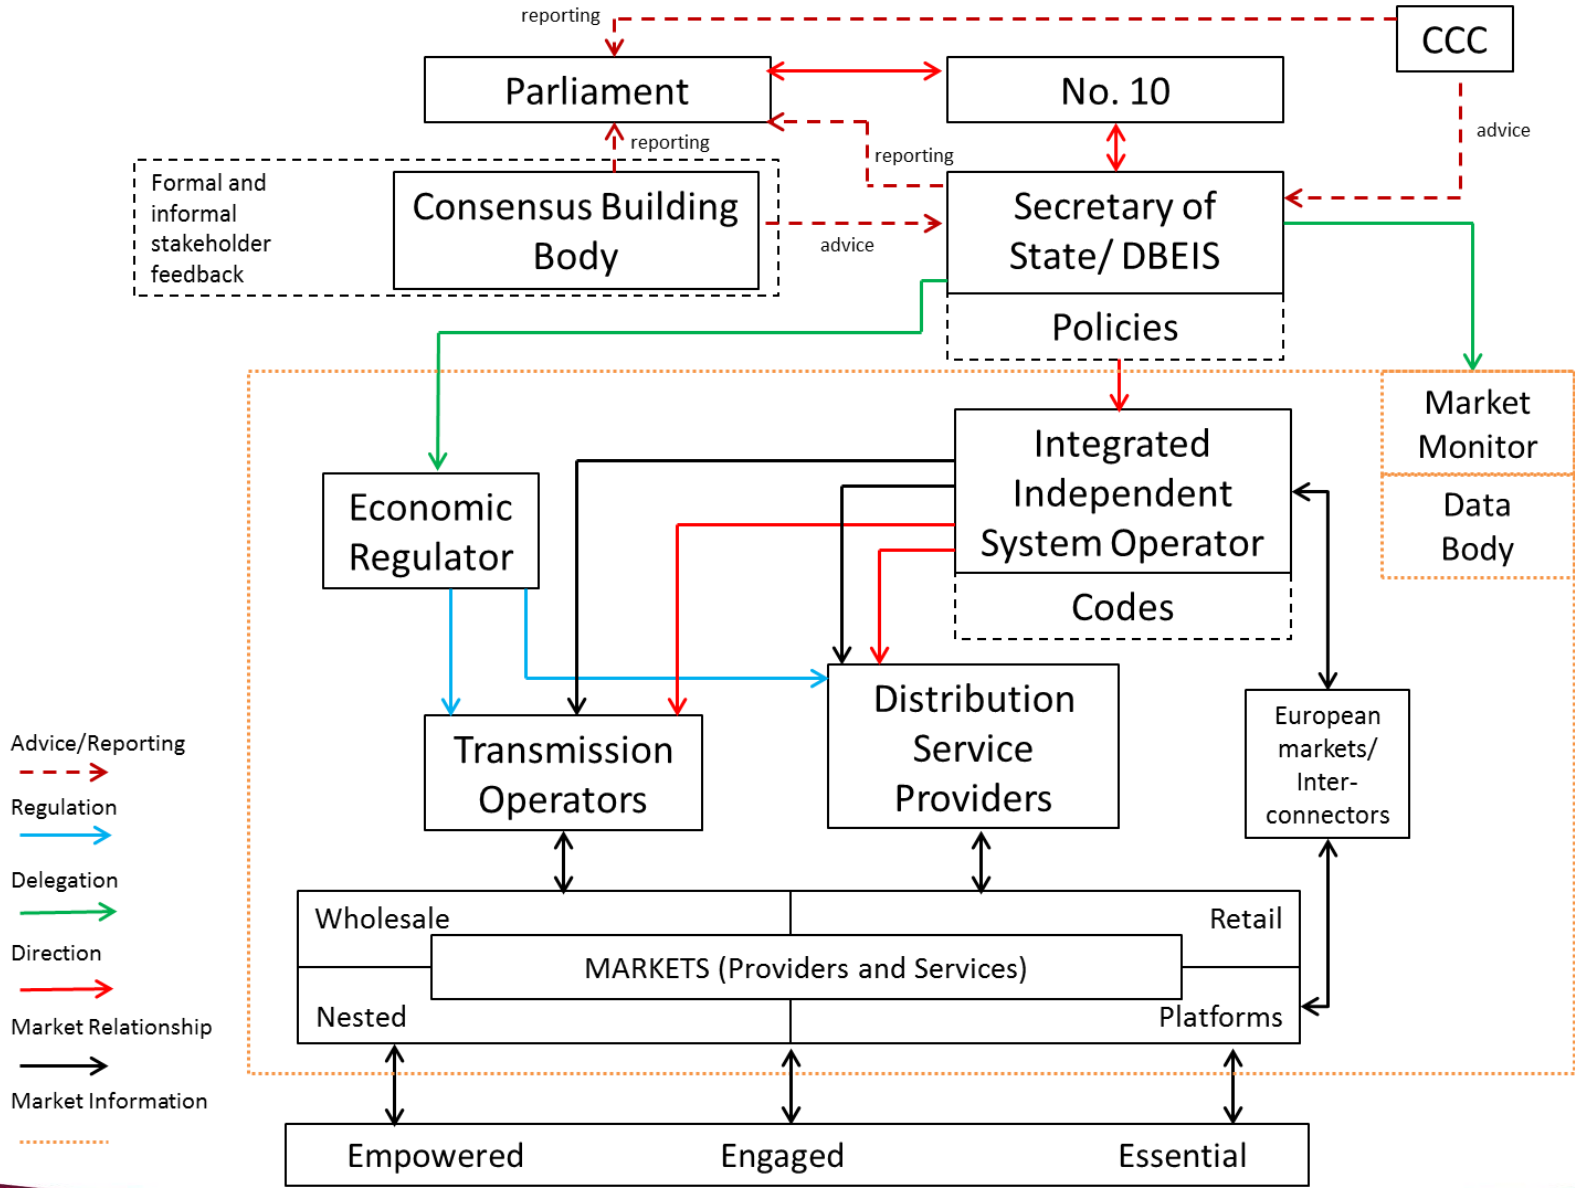 reporting
CCC
Parliament
No. 10
advice
reporting
reporting
Formal and
informal
stakeholder
feedback
Consensus Building
Body
advice
Secretary of
State/ DBEIS
Policies
Market
Monitor
Data
Body
Integrated
Independent
System Operator
Codes
Economic
Regulator
Transmission
Operators
Distribution
Service
Providers
European
markets/
Inter-
connectors
Advice/Reporting
Regulation
Delegation
Direction
Market Relationship
Market Information
Wholesale
Retail
MARKETS (Providers and Services)
Nested
Platforms
Empowered
Engaged
Essential